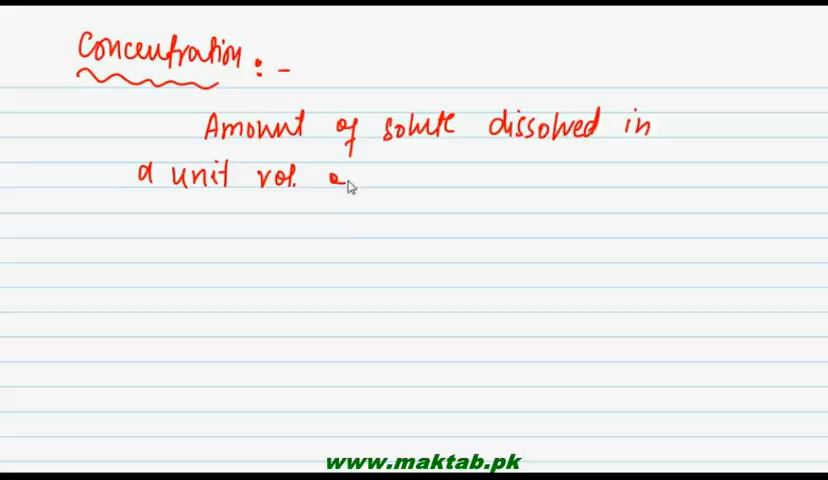 Concentration :-
Amount of solute dissolved in
a unit vol. o
www.maktab.pk